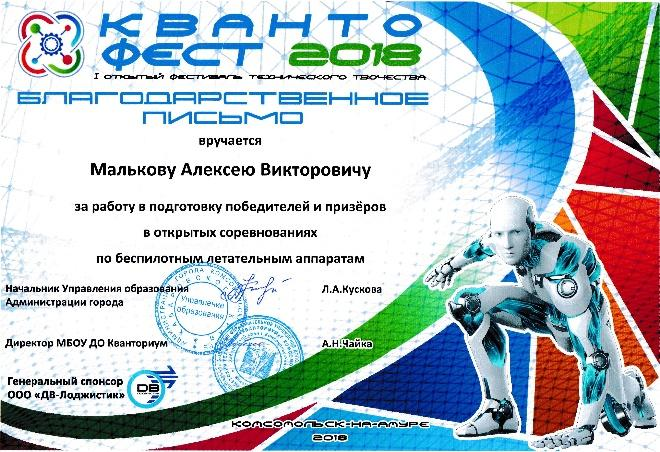 КВАНТО
ФЕСТ 2018
I ОТКРЫТЫЙ ФЕСТИВАЛЬ ТЕХНИЧЕСКОГО ТВОЧЕСТВА
БЛАГОДАРСТВЕННОЕ
ПИСЬМО
вручается
Малькову Алексею Викторовичу
за работу в подготовку победителей и призёров
в открытых соревнованиях
по беспилотным летательным аппаратам
Начальник Управления образования
Администрации города
Л.А.Кускова
Управление
образования
Директор МБОУ ДО Кванториум
А.Н.Чайка
Генеральный спонсор
ООО «ДВ-Лоджистик»
DB
КОМСОМОЛЬСК-НА-АМУРЕ
2018